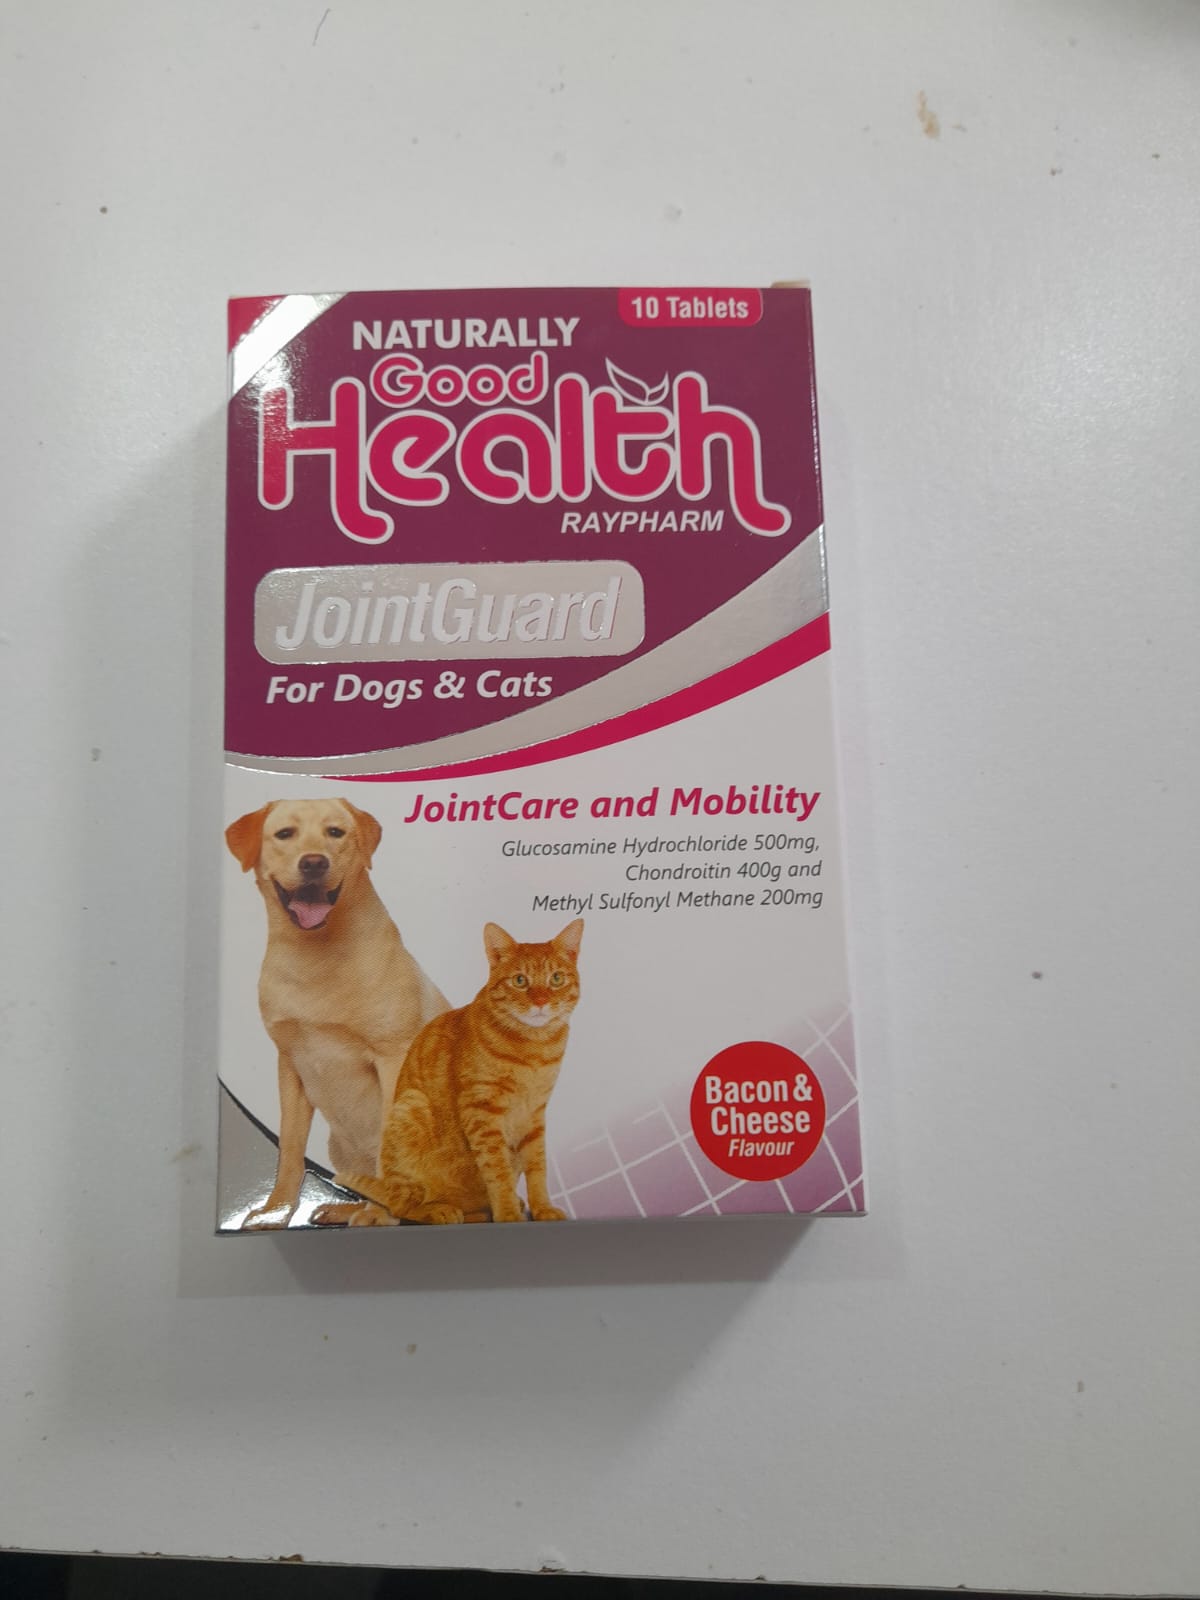 10 Tablets
NATURALLY
Good
Health
RAYPHARM
JointGuard
For Dogs & Cats
JointCare and Mobility
Glucosamine Hydrochloride 500mg,
Chondroitin 400g and
Methyl Sulfonyl Methane 200mg
Bacon &
Cheese
Flavour